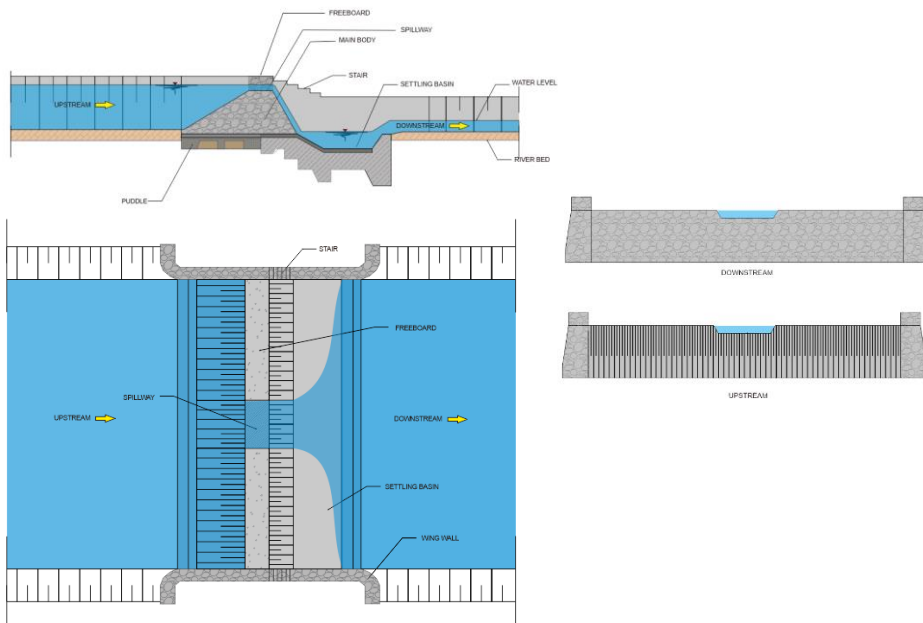 FREEBOARD
SPILLWAY
MAIN BODY
STAIR
SETTLING BASIN
WATER LEVEL
UPSTREAM
DOWNSTREAM
RIVER BED
PUDDLE
STAIR
FREEBOARD
SPILLWAY
UPSTREAM
DOWNSTREAM
SETTLING BASIN
WING WALL
DOWNSTREAM
UPSTREAM